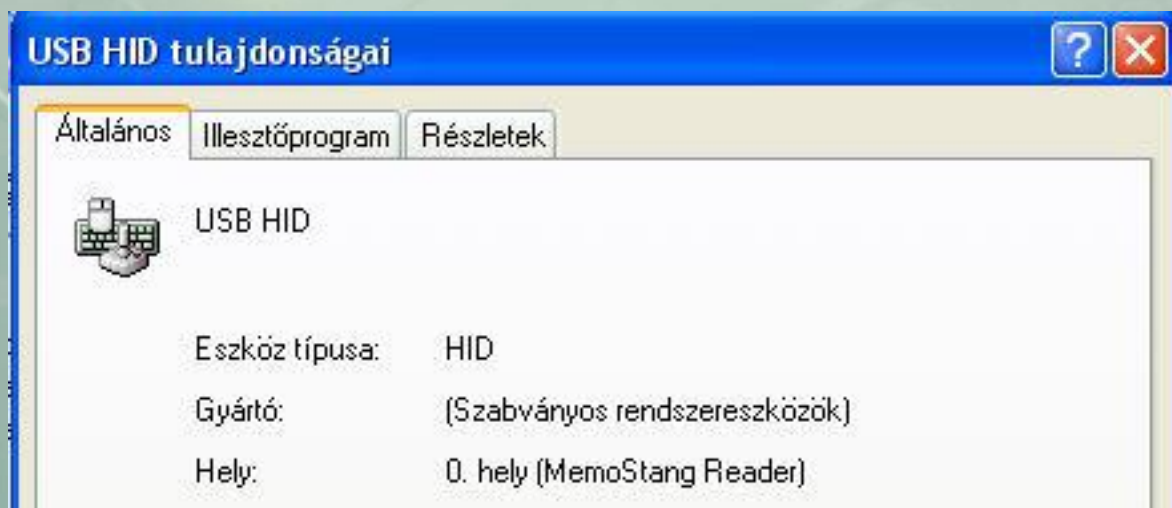 USB HID tulajdonságai
Általános Illesztőprogram Részletek
USB HID
Eszköz típusa: HID
Gyártó: (Szabványos rendszereszközök)
Hely: 0. hely (MemoStang Reader)